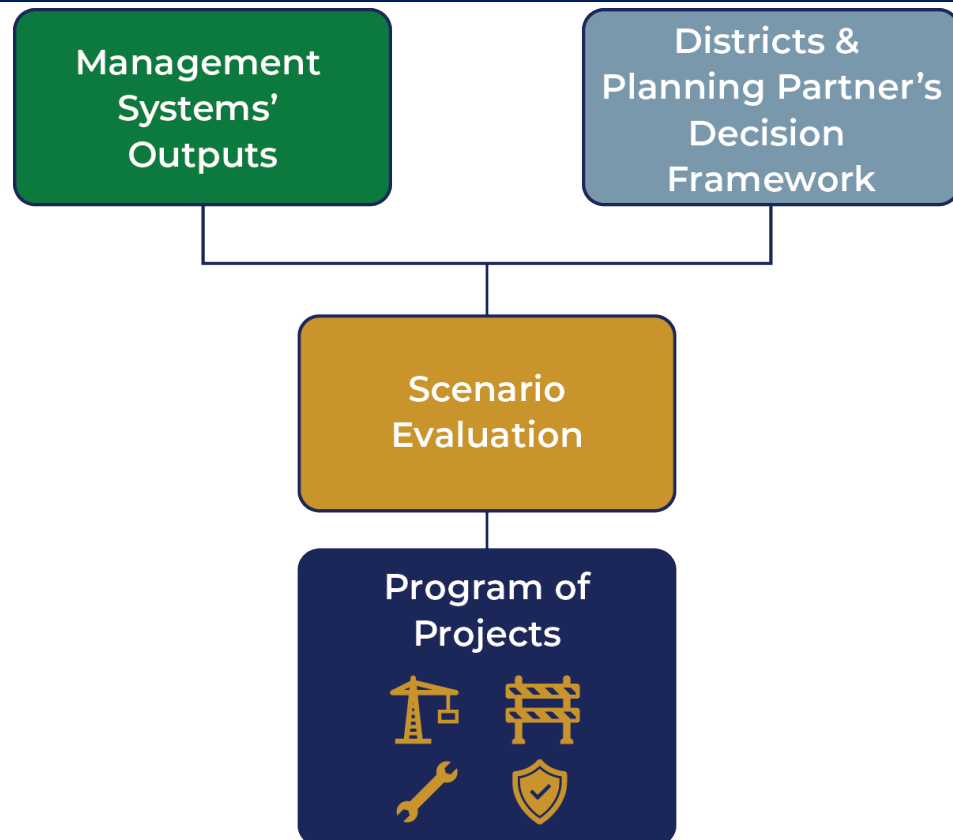 Management
Systems’
Outputs
Districts &
Planning Partner’s
Decision
Framework
Scenario
Evaluation
Program of
Projects